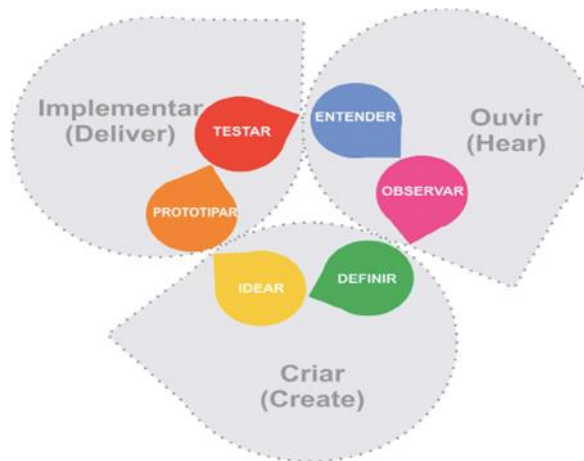 Implementar
(Deliver)
TESTAR
ENTENDER
Ouvir
(Hear)
OBSERVAR
PROTOTIPAR
IDEAR
DEFINIR
Criar
(Create)